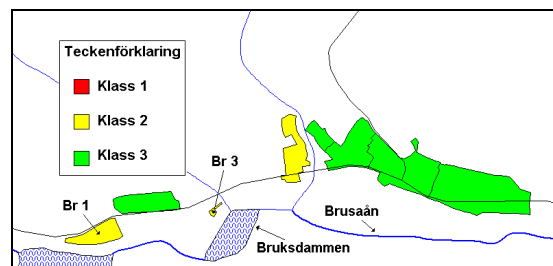 Teckenförklaring
Klass 1
Klass 2
Klass 3
Br 3
Br 1
Brusaån
Bruksdammen